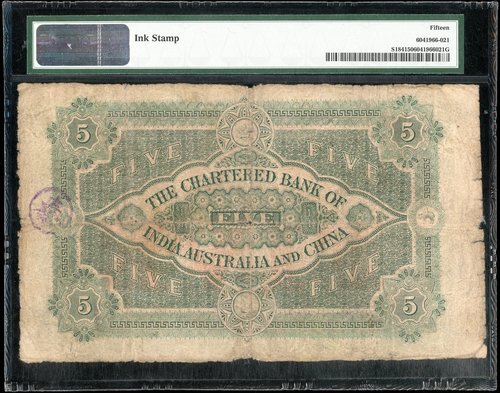 Ink Stamp
Fifteen
6041966-021
S1841506041966021G
5 5
FIVE FIVE
THE CHARTERED BANK OF
FIVE
INDIA, AUSTRALIA AND CHINA
FIVE FIVE
5 5